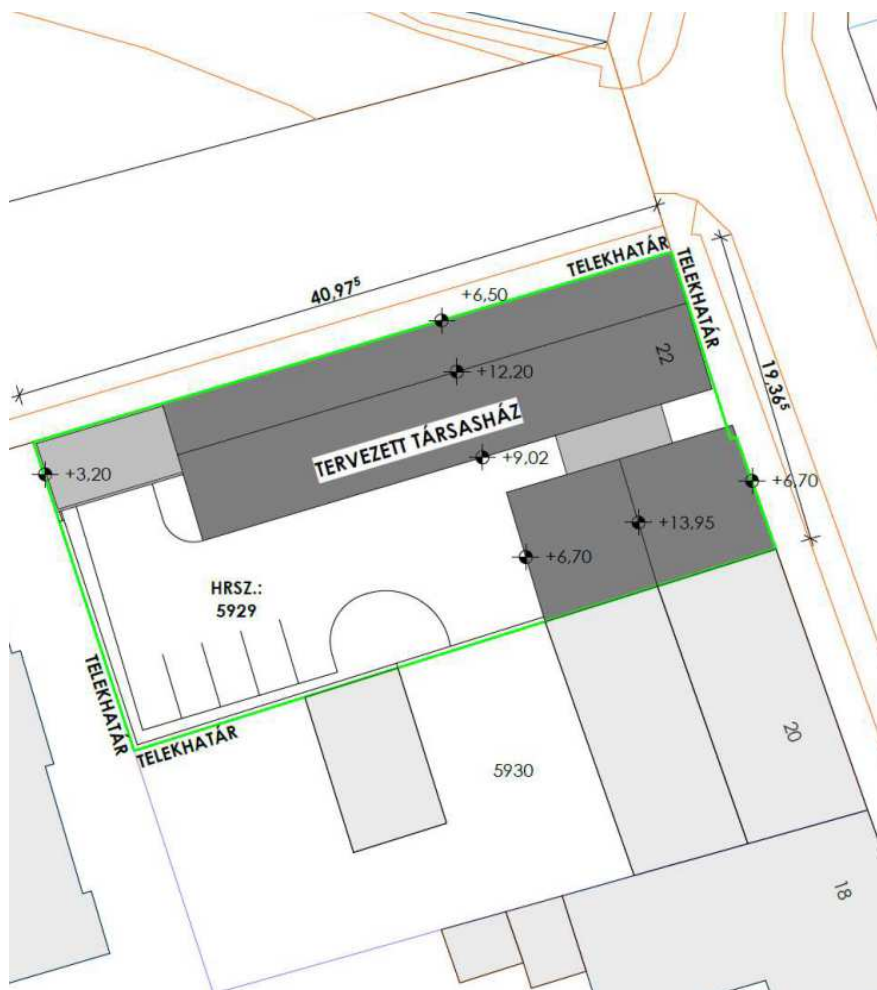 40,97⁵
TELEKHATÁR
TELEKHATÁR
+6,50
+12,20
22
19,36⁵
TERVEZETT TÁRSASHÁZ
+3,20
+9,02
+6,70
+13,95
+6,70
HRSZ.:
5929
TELEKHATÁR
TELEKHATÁR
5930
20
18